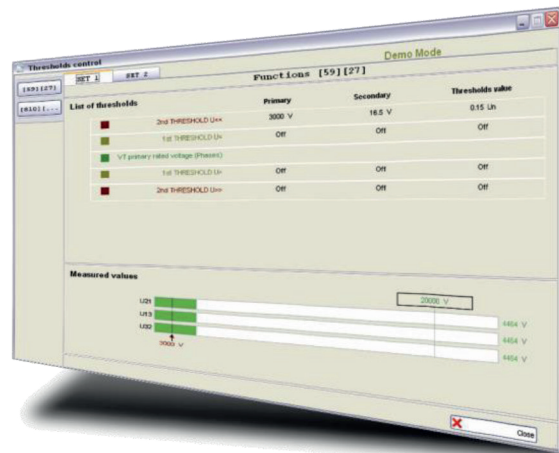 Thresholds control
Demo Mode
SET 1 SET 2
Functions [59][27]
[59][27]
[810][...
List of thresholds
Primary Secondary Thresholds value
2nd THRESHOLD U<< 3000 V 16.5 V 0.15 Un
1st THRESHOLD U< Off Off Off
VT primary rated voltage (Phases)
1st THRESHOLD U> Off Off Off
2nd THRESHOLD U>> Off Off Off
Measured values
20000 V
U21 4464 V
U13 4464 V
U32 4464 V
3000 V
Close